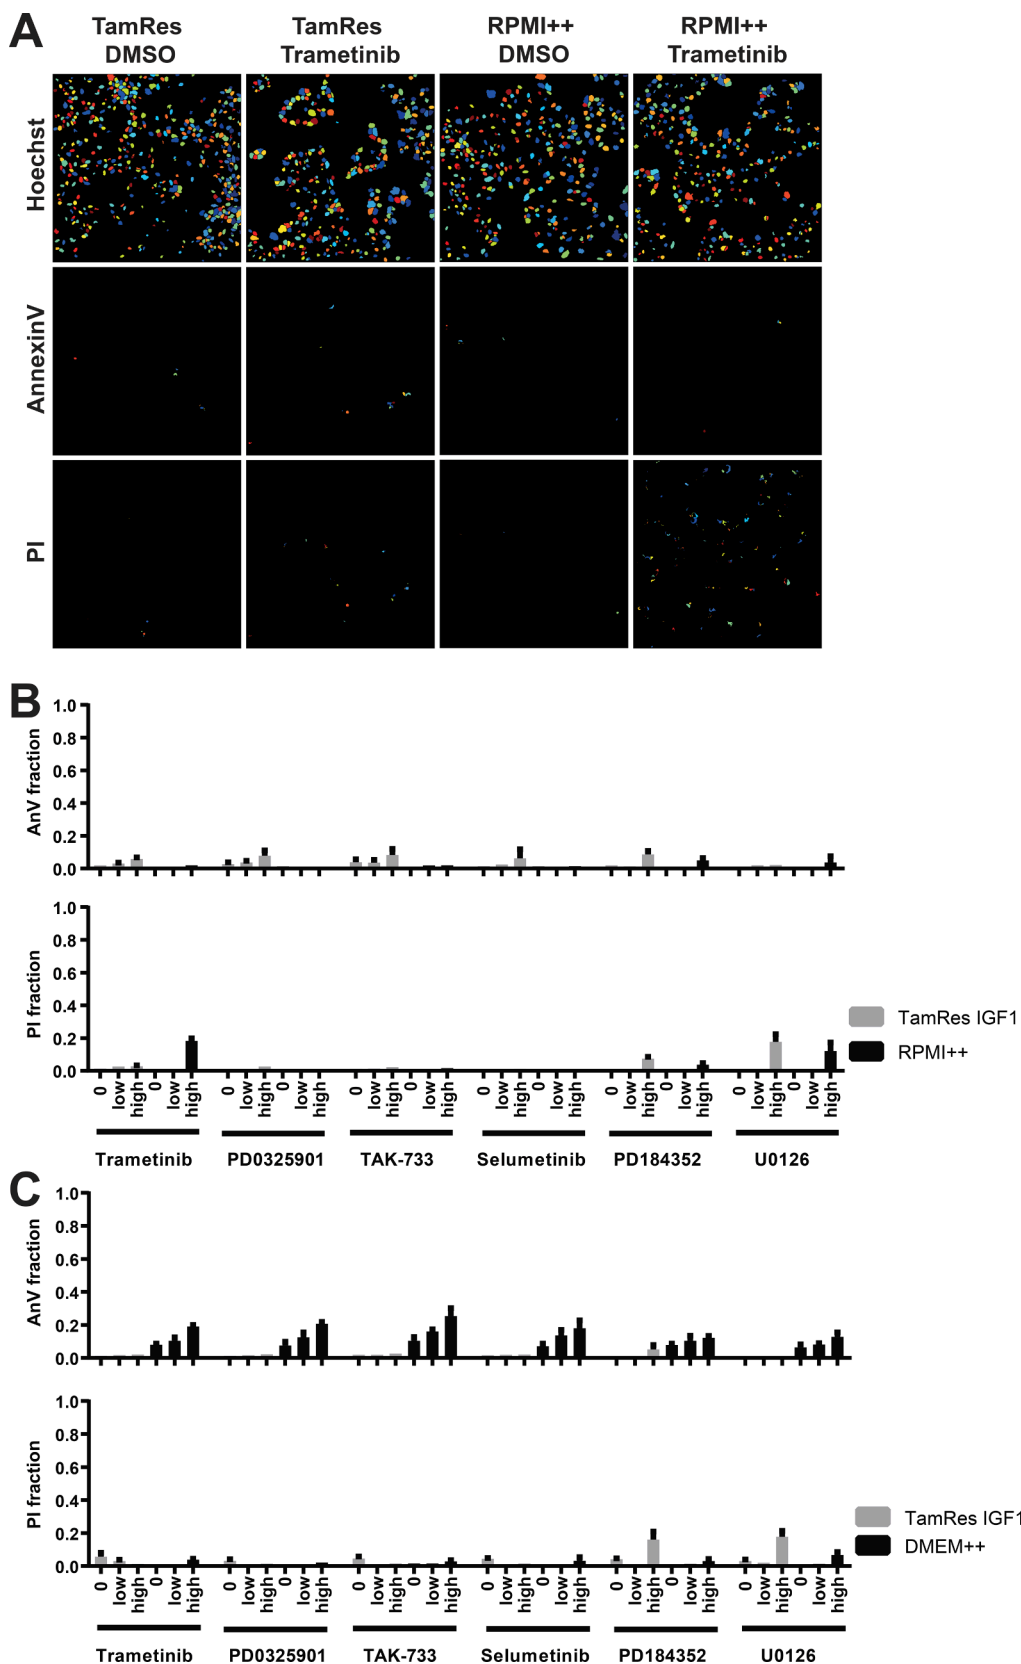 A
TamRes
DMSO
TamRes
Trametinib
RPMI++
DMSO
RPMI++
Trametinib
Hoechst
AnnexinV
PI
B
AnV fraction
1.0
0.8
0.6
0.4
0.2
0.0
PI fraction
1.0
0.8
0.6
0.4
0.2
0.0
TamRes IGF1
RPMI++
0 low high 0 low high 0 low high 0 low high 0 low high 0 low high 0 low high 0 low high 0 low high 0 low high 0 low high 0 low high
Trametinib PD0325901 TAK-733 Selumetinib PD184352 U0126
C
AnV fraction
1.0
0.8
0.6
0.4
0.2
0.0
PI fraction
1.0
0.8
0.6
0.4
0.2
0.0
TamRes IGF1
DMEM++
0 low high 0 low high 0 low high 0 low high 0 low high 0 low high 0 low high 0 low high 0 low high 0 low high 0 low high 0 low high
Trametinib PD0325901 TAK-733 Selumetinib PD184352 U0126